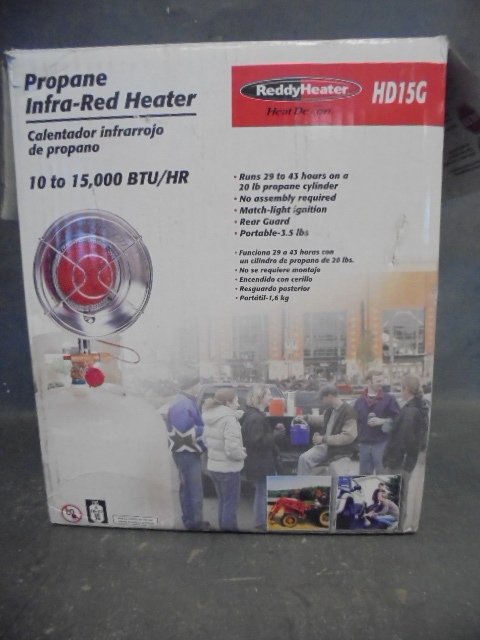 Propane
Infra-Red Heater
Calentador infrarrojo
de propano
10 to 15,000 BTU/HR
ReddyHeater
HD15G
• Runs 29 to 43 hours on a
20 lb propane cylinder
• No assembly required
• Match-light ignition
• Rear Guard
• Portable-3.5 lbs
• Funciona 29 a 43 horas con
un cilindro de propano de 20 lbs.
• No se requiere montaje
• Encendido con cerillo
• Resguardo posterior
• Portátil-1,6 kg